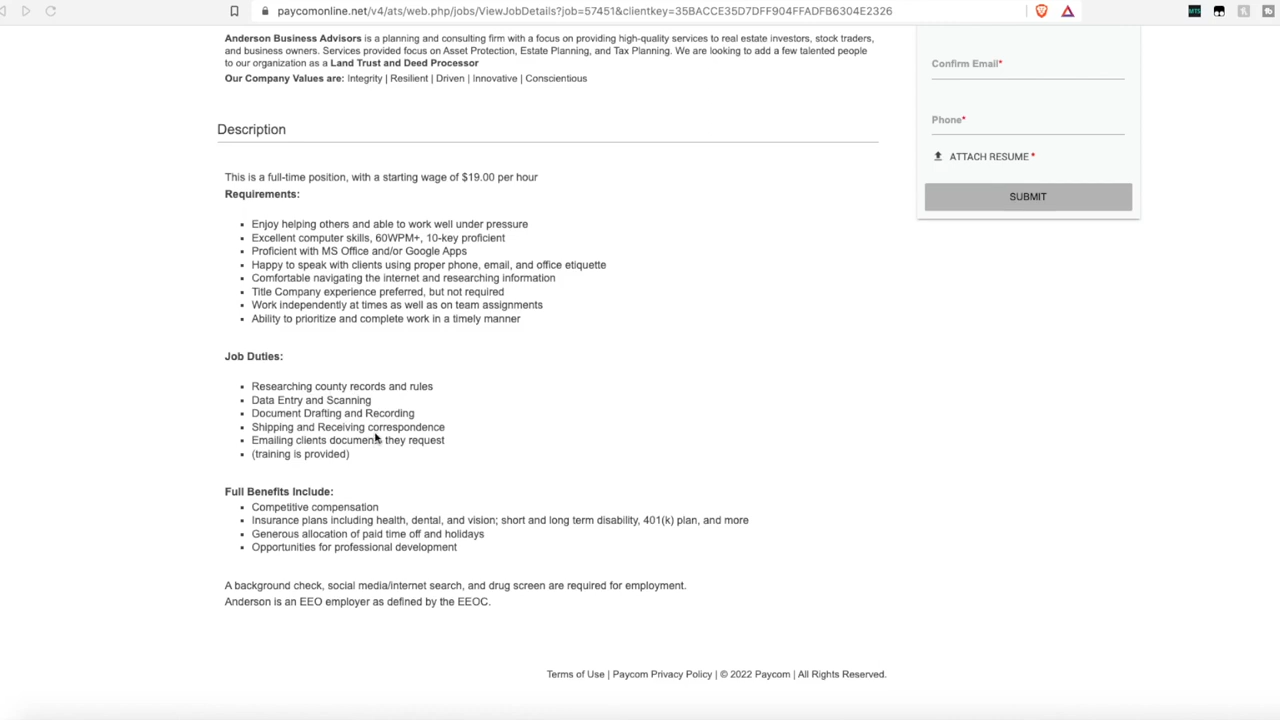 paycomonline.net/v4/ats/web.php/jobs/ViewJobDetails?job=57451&clientkey=35BACCE35D7DFF904FFADFB6304E2326
Anderson Business Advisors is a planning and consulting firm with a focus on providing high-quality services to real estate investors, stock traders,
and business owners. Services provided focus on Asset Protection, Estate Planning, and Tax Planning. We are looking to add a few talented people
to our organization as a Land Trust and Deed Processor
Our Company Values are: Integrity | Resilient | Driven | Innovative | Conscientious
Description
This is a full-time position, with a starting wage of $19.00 per hour
Requirements:
Enjoy helping others and able to work well under pressure
Excellent computer skills, 60WPM+, 10-key proficient
Proficient with MS Office and/or Google Apps
Happy to speak with clients using proper phone, email, and office etiquette
Comfortable navigating the internet and researching information
Title Company experience preferred, but not required
Work independently at times as well as on team assignments
Ability to prioritize and complete work in a timely manner
Job Duties:
Researching county records and rules
Data Entry and Scanning
Document Drafting and Recording
Shipping and Receiving correspondence
Emailing clients documents they request
(training is provided)
Full Benefits Include:
Competitive compensation
Insurance plans including health, dental, and vision; short and long term disability, 401(k) plan, and more
Generous allocation of paid time off and holidays
Opportunities for professional development
A background check, social media/internet search, and drug screen are required for employment.
Anderson is an EEO employer as defined by the EEOC.
Confirm Email*
Phone*
ATTACH RESUME *
SUBMIT
Terms of Use | Paycom Privacy Policy | © 2022 Paycom | All Rights Reserved.